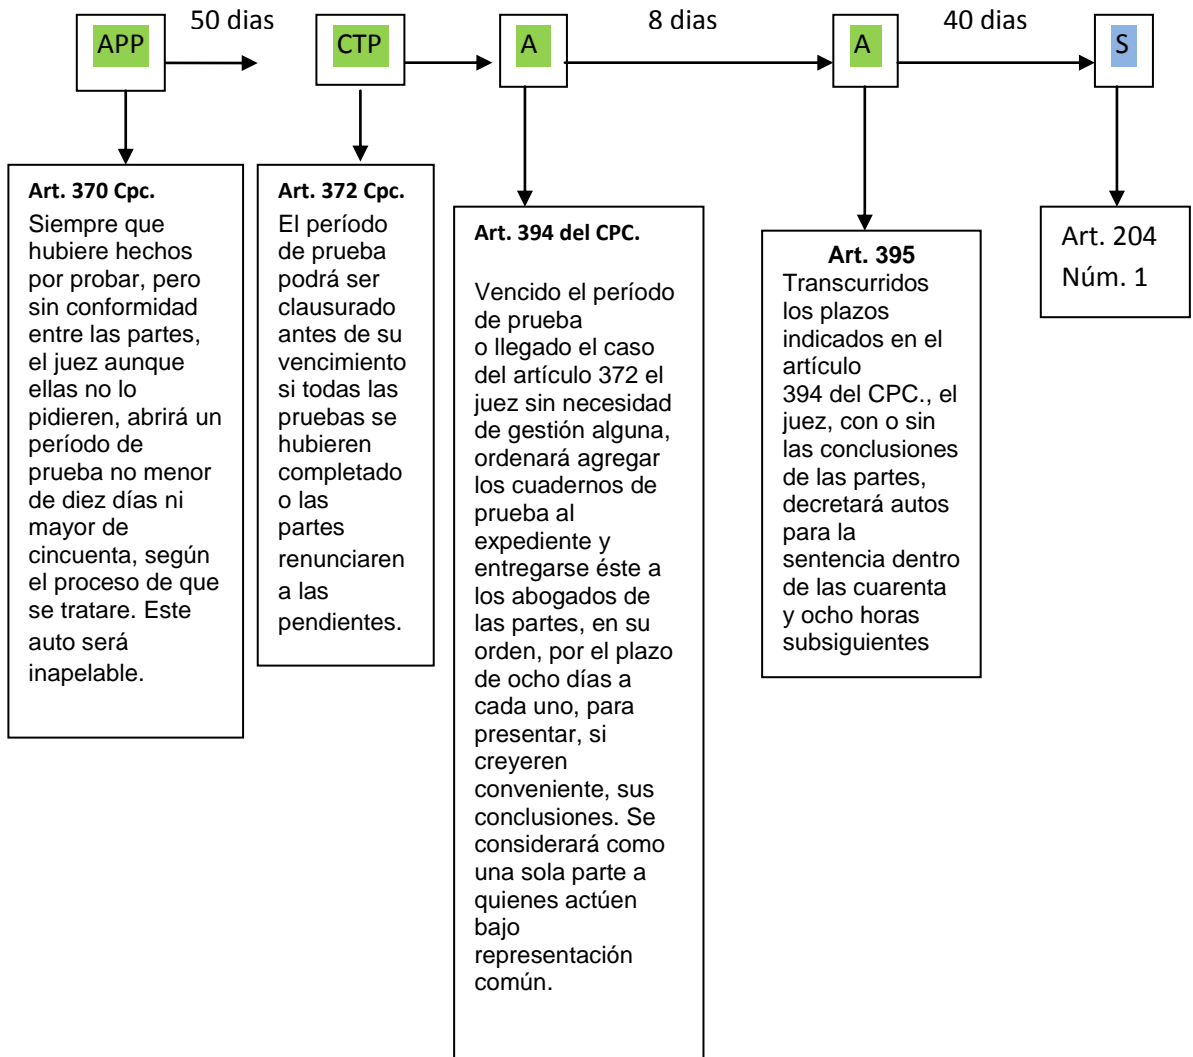 50 dias
8 dias
40 dias
APP
CTP
A
A
S
Art. 370 Cpc.
Siempre que
hubiere hechos
por probar, pero
sin conformidad
entre las partes,
el juez aunque
ellas no lo
pidieren, abrirá un
período de
prueba no menor
de diez días ni
mayor de
cincuenta, según
el proceso de que
se tratare. Este
auto será
inapelable.
Art. 372 Cpc.
El período
de prueba
podrá ser
clausurado
antes de su
vencimiento
si todas las
pruebas se
hubieren
completado
o las
partes
renunciaren
a las
pendientes.
Art. 394 del CPC.
Vencido el período
de prueba
o llegado el caso
del artículo 372 el
juez sin necesidad
de gestión alguna,
ordenará agregar
los cuadernos de
prueba al
expediente y
entregarse éste a
los abogados de
las partes, en su
orden, por el plazo
de ocho días a
cada uno, para
presentar, si
creyeren
conveniente, sus
conclusiones. Se
considerará como
una sola parte a
quienes actúen
bajo
representación
común.
Art. 395
Transcurridos
los plazos
indicados en el
artículo
394 del CPC., el
juez, con o sin
las conclusiones
de las partes,
decretará autos
para la
sentencia dentro
de las cuarenta
y ocho horas
subsiguientes
Art. 204
Núm. 1